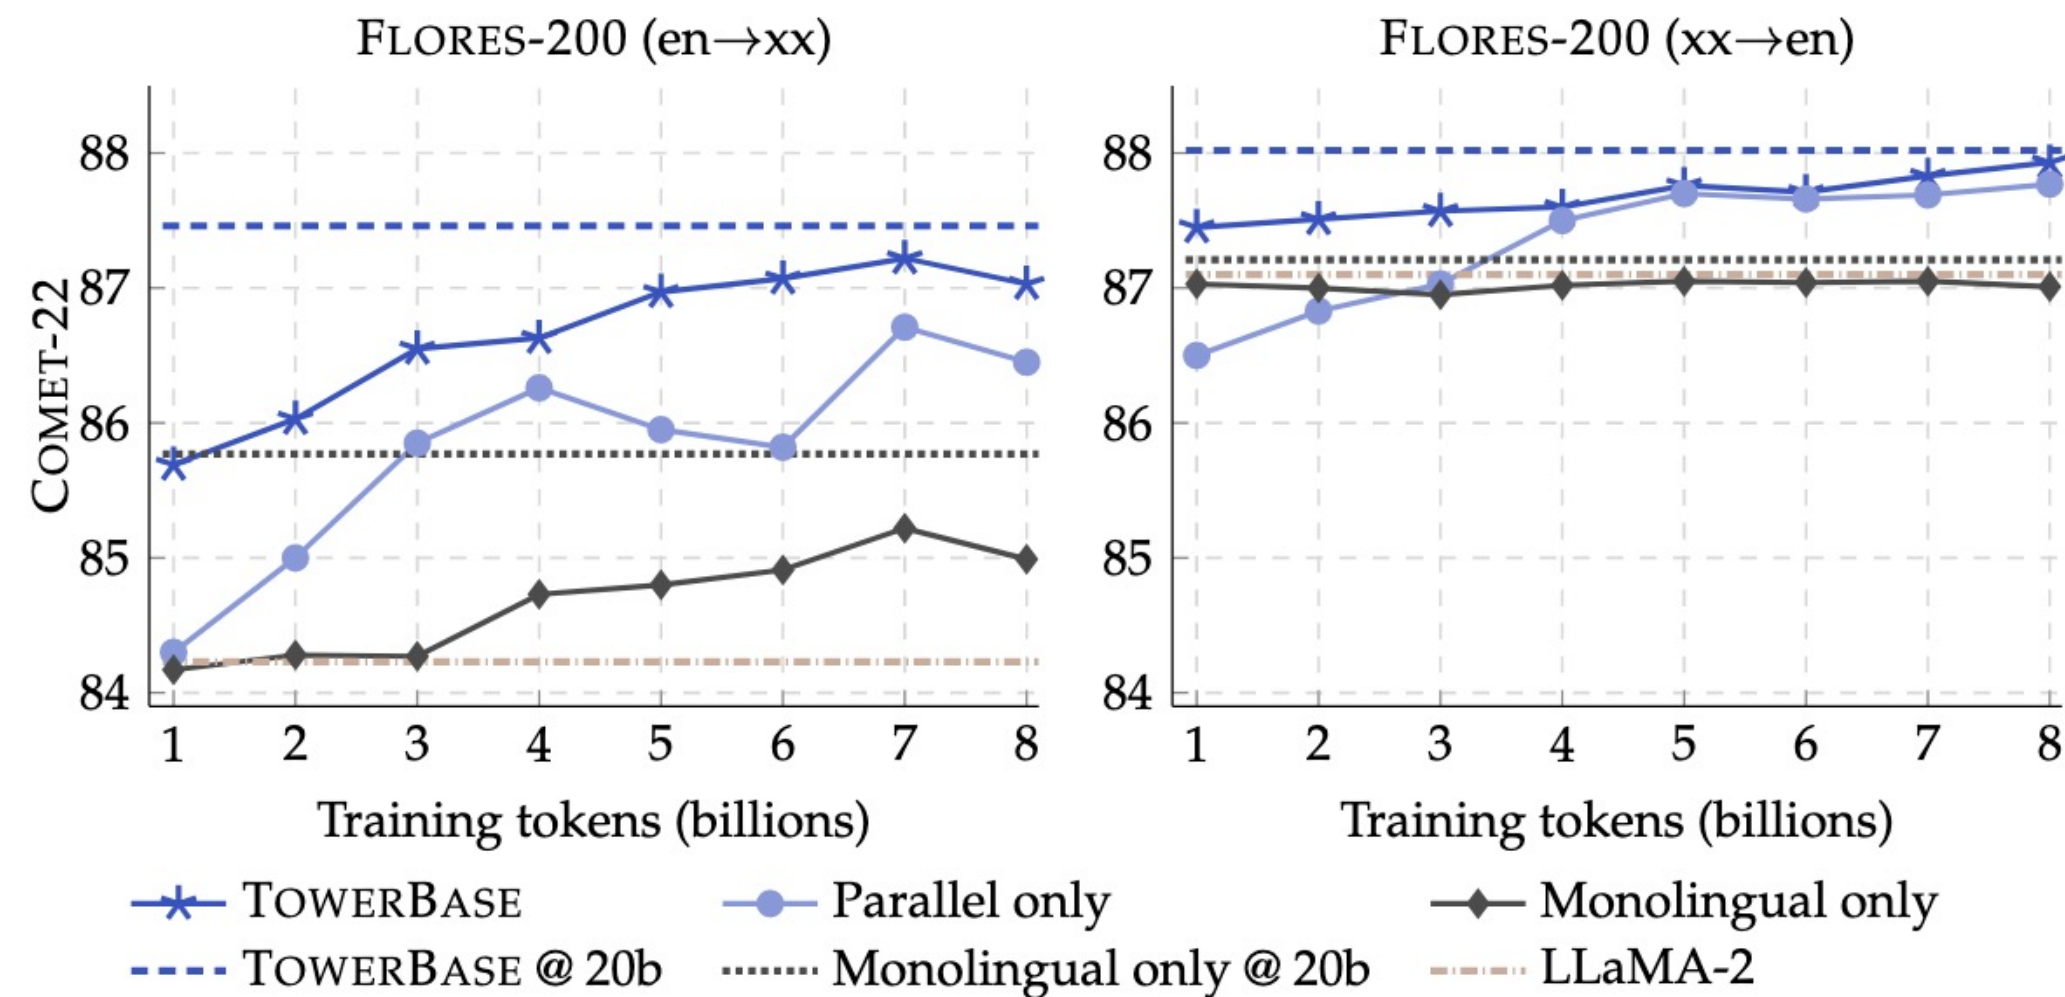 FLORES-200 (en→xx)
88
87
86
85
84
COMET-22
1 2 3 4 5 6 7 8
Training tokens (billions)
FLORES-200 (xx→en)
88
87
86
85
84
1 2 3 4 5 6 7 8
Training tokens (billions)
TOWERBASE Parallel only Monolingual only
TOWERBASE @ 20b Monolingual only @ 20b LLaMA-2